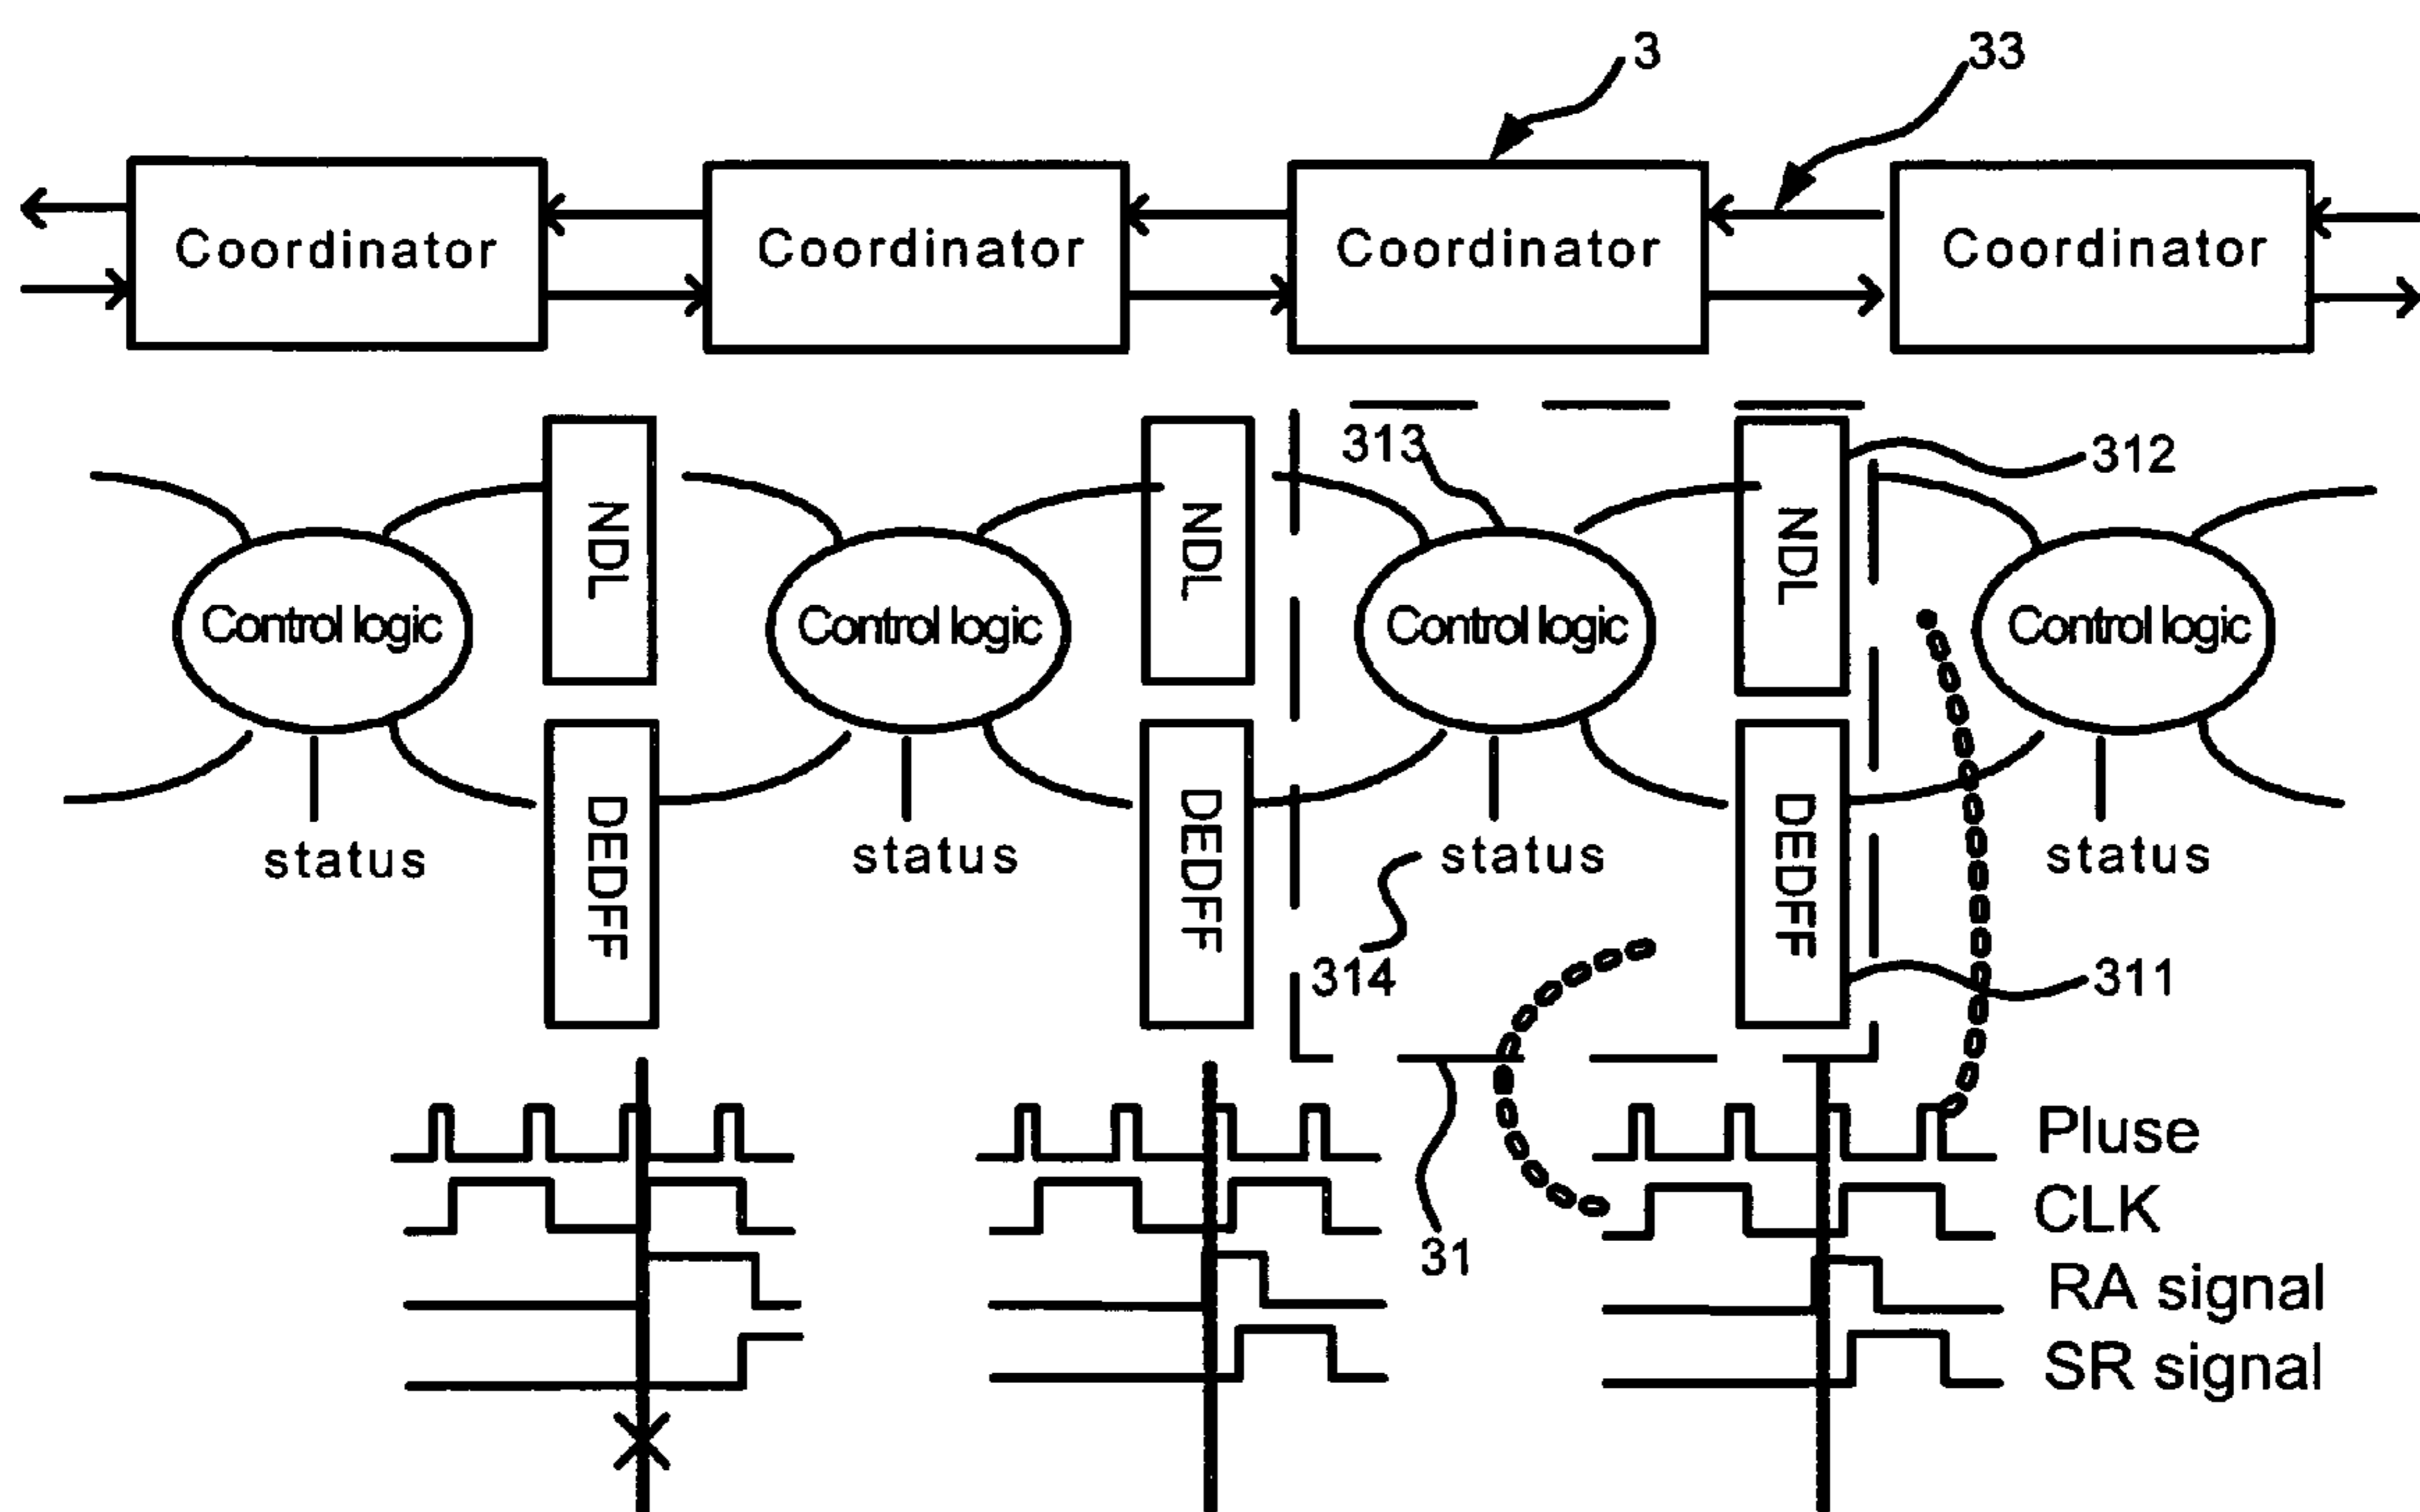 3
33
Coordinator
Coordinator
Coordinator
Coordinator
313
312
NDL
NDL
NDL
Control logic
Control logic
Control logic
Control logic
status
status
status
status
DEDFF
DEDFF
DEDFF
314
311
31
Pluse
CLK
RA signal
SR signal